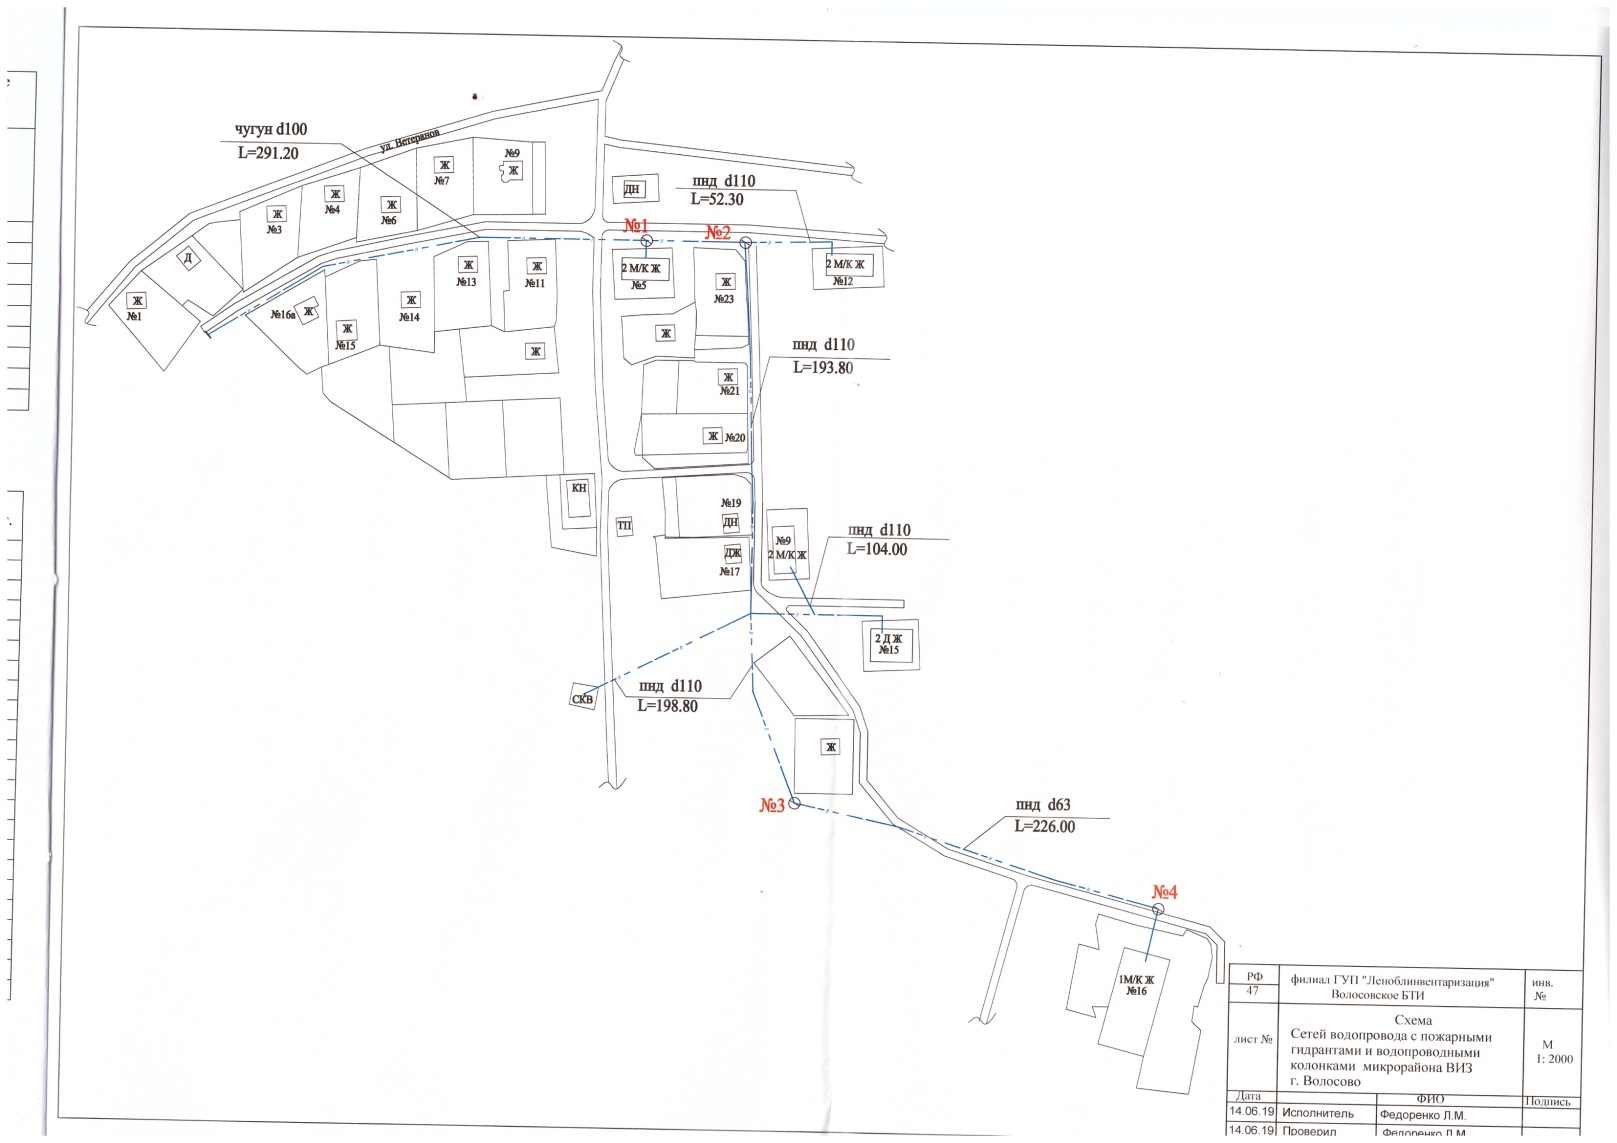 чугун d100
L=291.20
ул. Ветеранов
№9
Ж
Ж
№7
Ж
№4
Ж
№6
Ж
№3
Д
Ж
№1
ДН
пнд d110
L=52.30
№1
№2
2 М/К Ж
№5
2 М/К Ж
№12
Ж
№13
Ж
№11
Ж
№23
№16в
Ж
Ж
№14
Ж
№15
Ж
Ж
пнд d110
L=193.80
Ж
№21
Ж №20
КН
ТП
№19
ДН
ДЖ
№17
№9
2 М/К Ж
пнд d110
L=104.00
2 Д Ж
№15
СКВ
пнд d110
L=198.80
Ж
№3
пнд d63
L=226.00
№4
1М/К Ж
№16
РФ
47
филиал ГУП "Леноблинвентаризация"
Волосовское БТИ
инв.
№
лист №
Схема
Сетей водопровода с пожарными
гидрантами и водопроводными
колонками микрорайона ВИЗ
г. Волосово
М
1: 2000
Дата
ФИО
Подпись
14.06.19 Исполнитель Федоренко Л.М.
14.06.19 Проверил Федоренко Л.М.